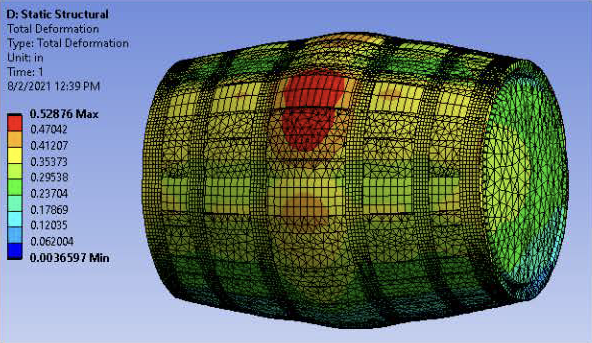 D: Static Structural
Total Deformation
Type: Total Deformation
Unit: in
Time: 1
8/2/2021 12:39 PM
0.52876 Max
0.47042
0.41207
0.35373
0.29538
0.23704
0.17869
0.12035
0.062004
0.0036597 Min